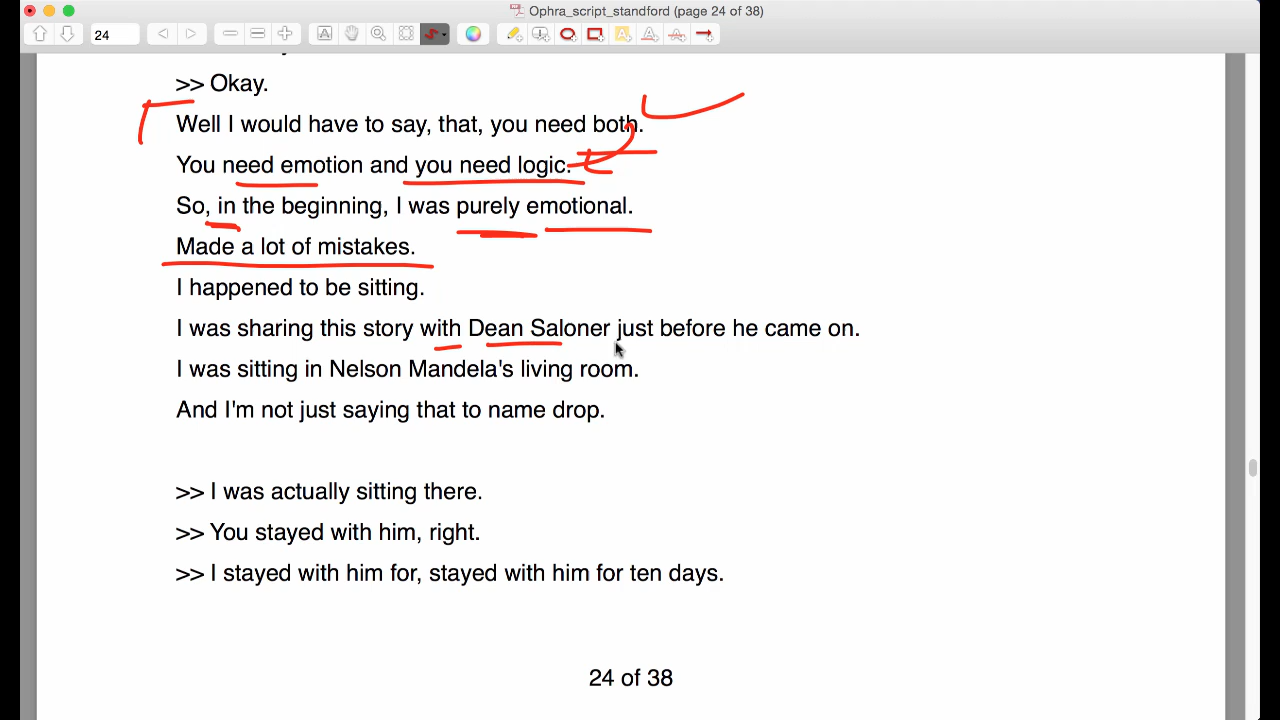 Ophra_script_standford (page 24 of 38)
24
>> Okay.
Well I would have to say, that, you need both.
You need emotion and you need logic.
So, in the beginning, I was purely emotional.
Made a lot of mistakes.
I happened to be sitting.
I was sharing this story with Dean Saloner just before he came on.
I was sitting in Nelson Mandela's living room.
And I'm not just saying that to name drop.
>> I was actually sitting there.
>> You stayed with him, right.
>> I stayed with him for, stayed with him for ten days.
24 of 38